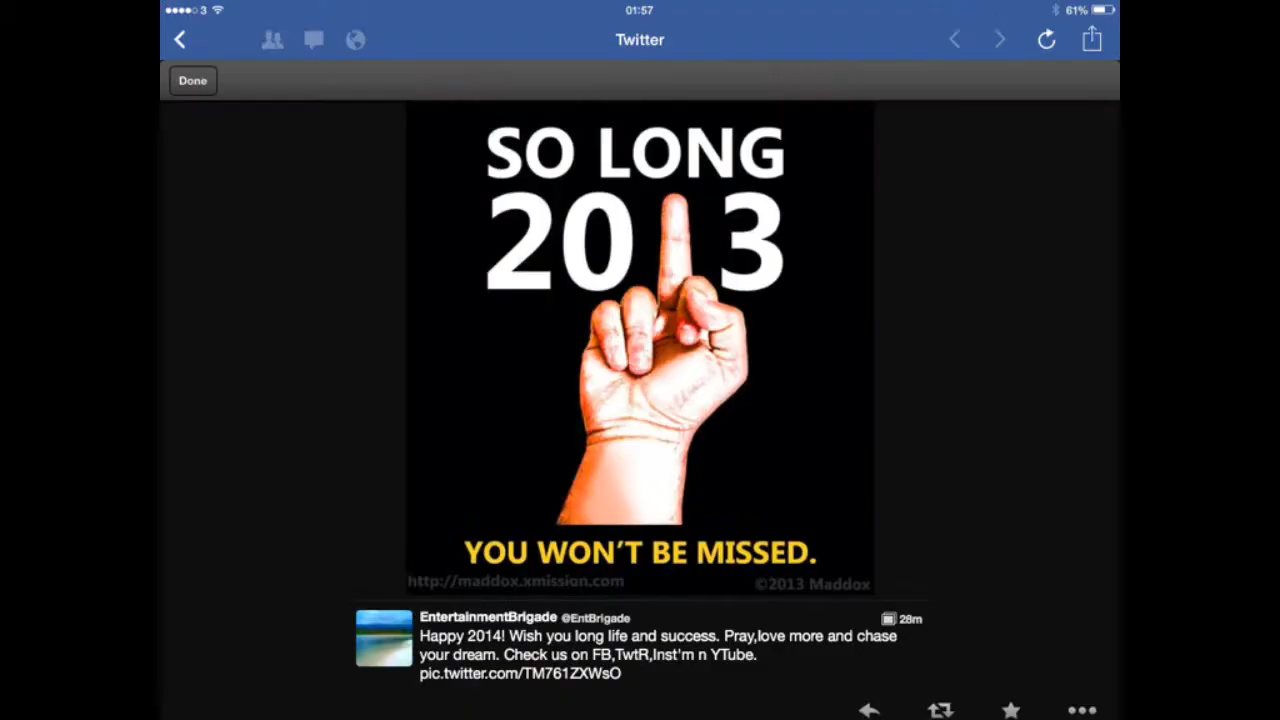 3 01:57 61%
Twitter
Done
SO LONG
20 3
YOU WON'T BE MISSED.
http://maddox.xmission.com ©2013 Maddox
EntertainmentBrigade @EntBrigade 28m
Happy 2014! Wish you long life and success. Pray,love more and chase
your dream. Check us on FB,TwtR,Inst'm n YTube.
pic.twitter.com/TM761ZXWsO